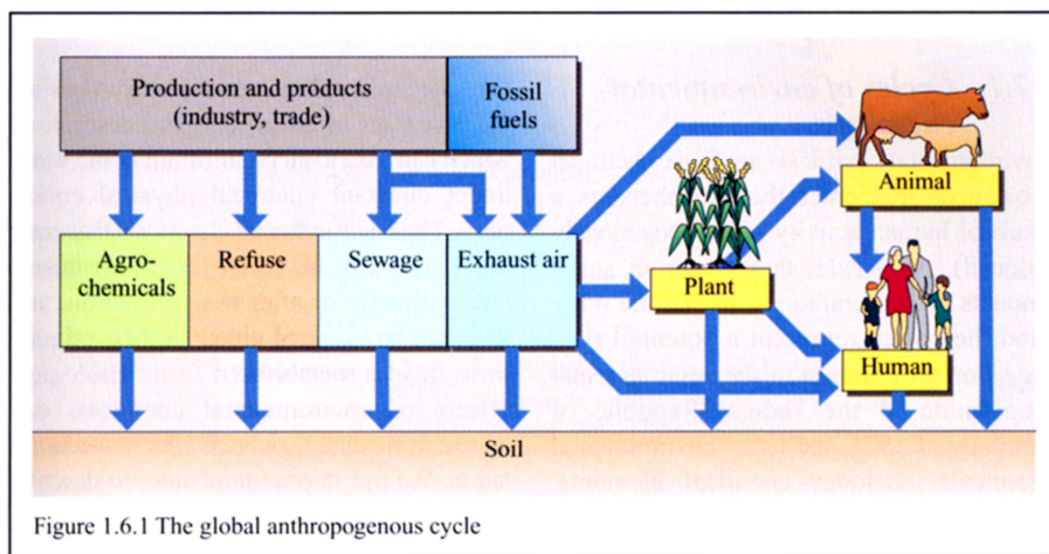 Production and products
(industry, trade)
Fossil
fuels
Animal
Agro-
chemicals
Refuse
Sewage
Exhaust air
Plant
Human
Soil
Figure 1.6.1 The global anthropogenous cycle